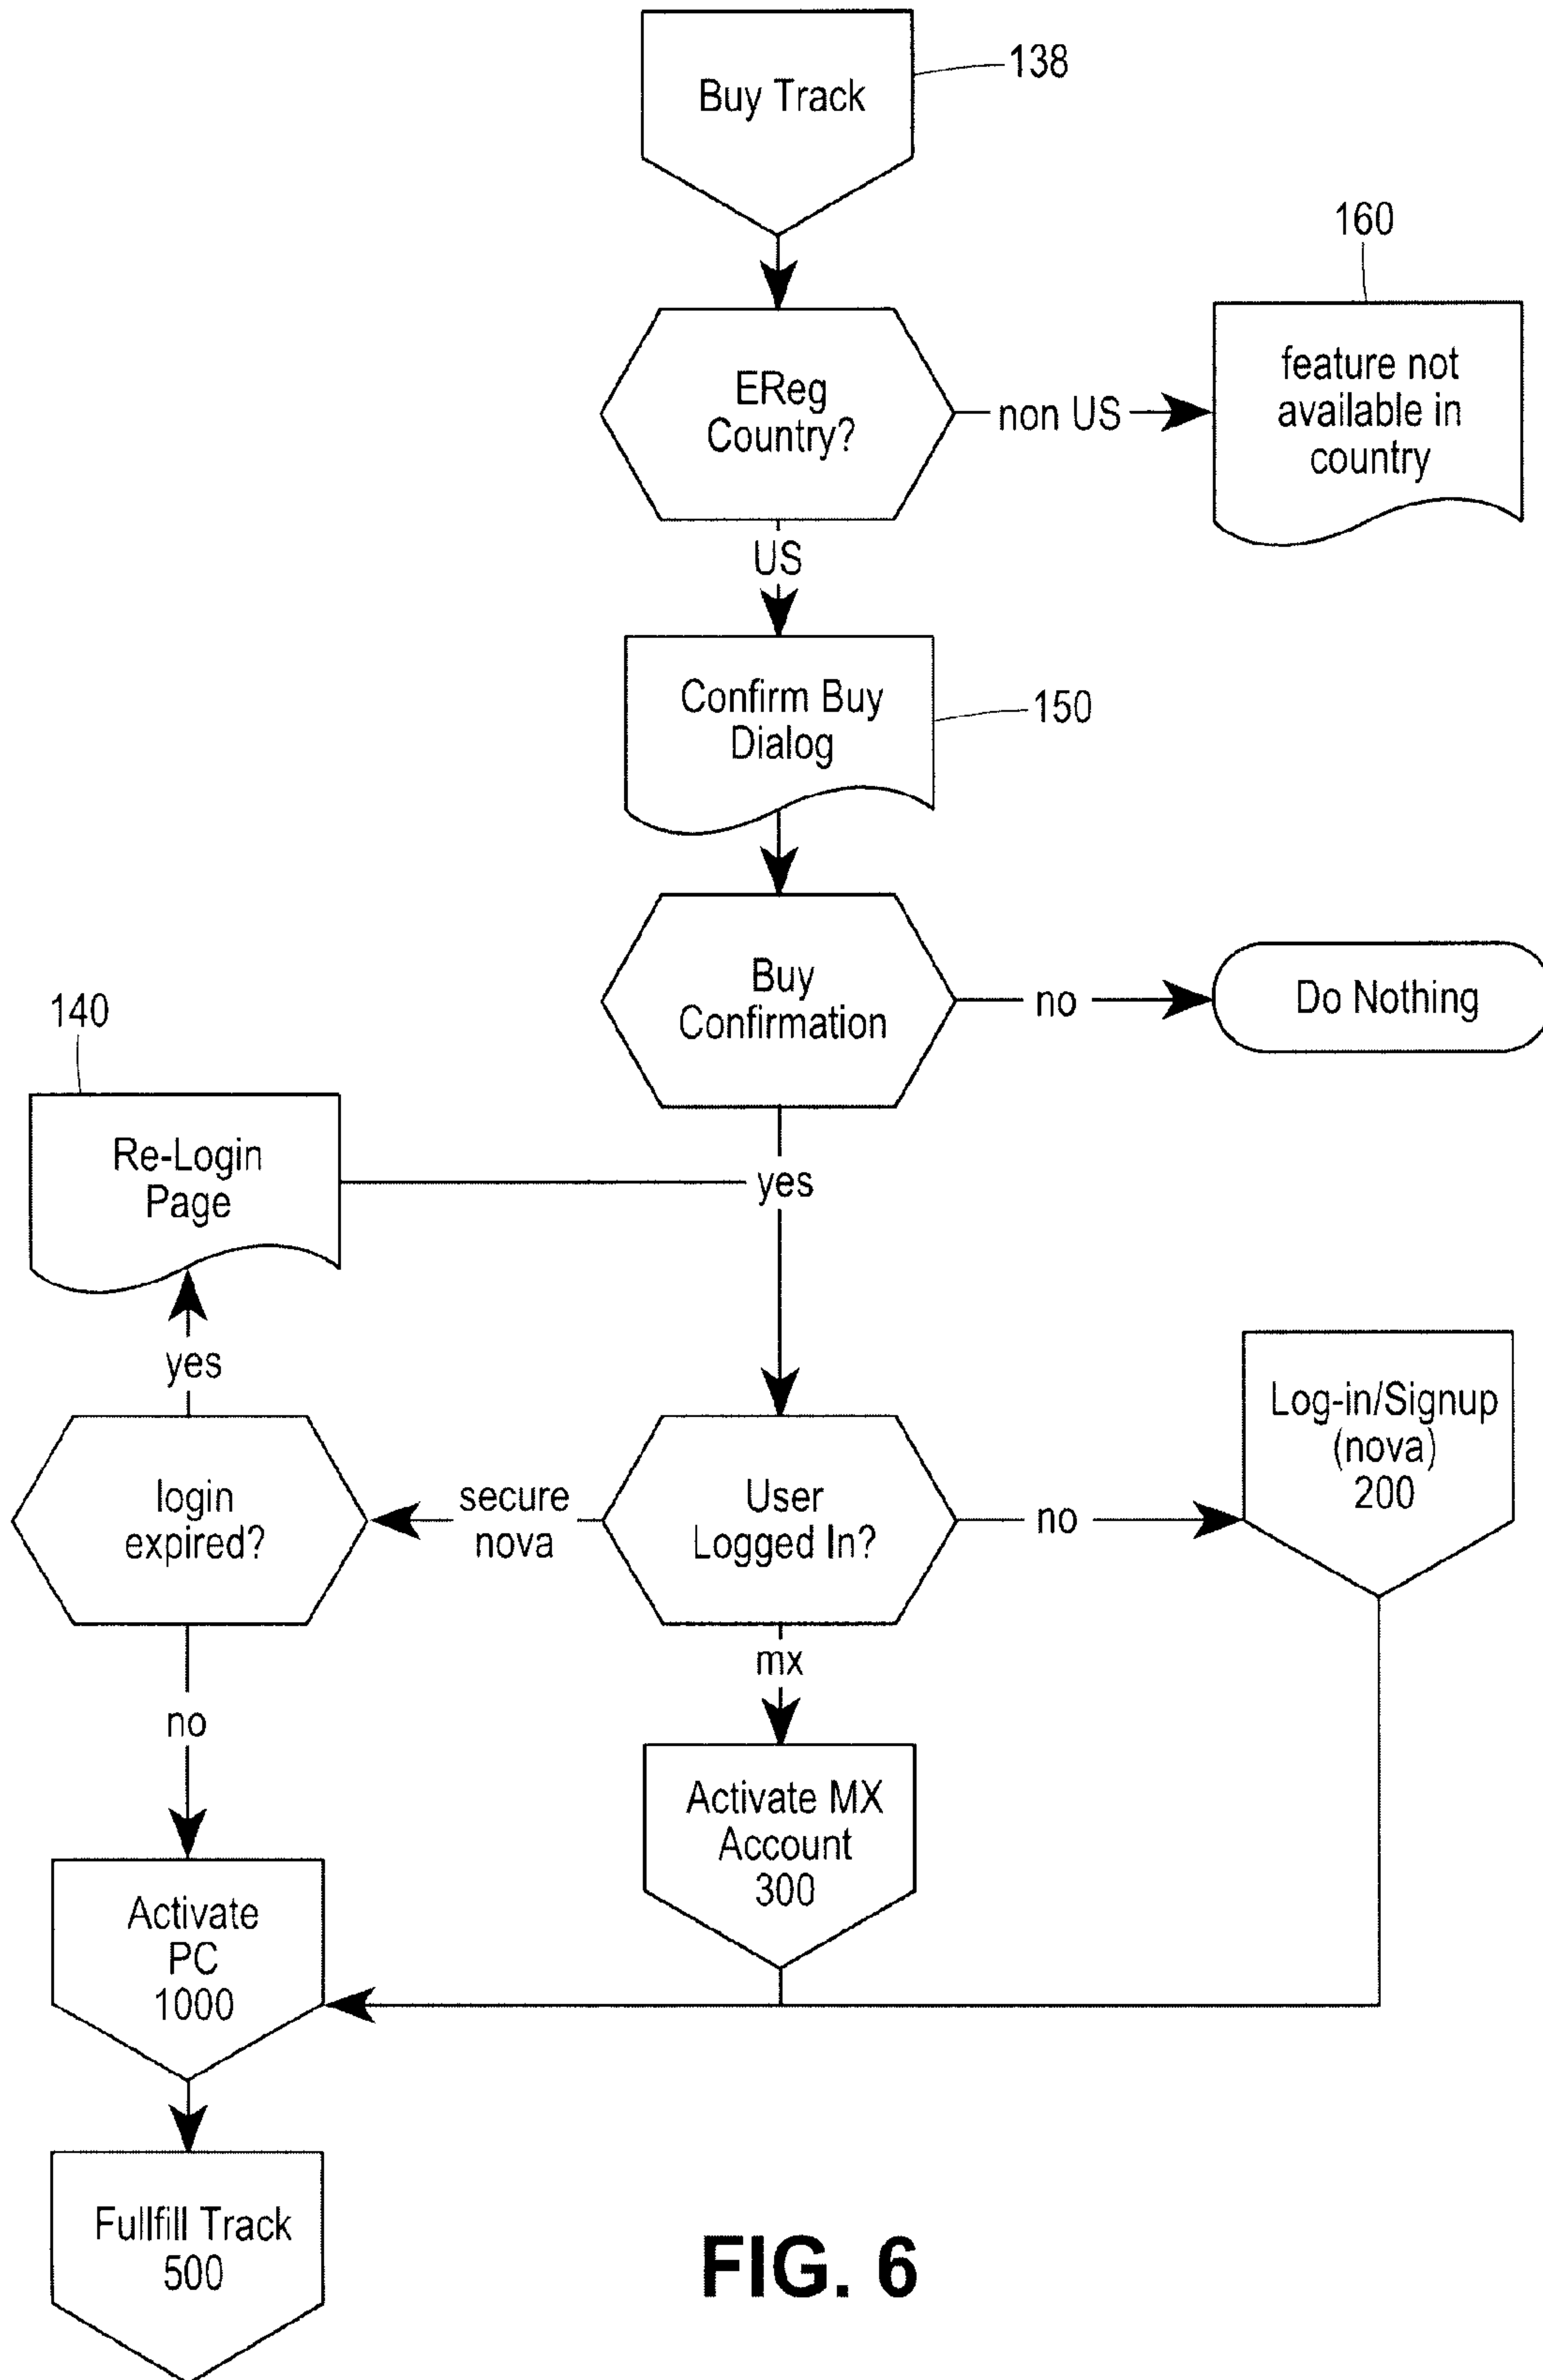 138
Buy Track
160
EReg
Country?
non US
feature not
available in
country
US
Confirm Buy
Dialog
150
Buy
Confirmation
no
Do Nothing
140
Re-Login
Page
yes
yes
Log-in/Signup
(nova)
200
login
expired?
secure
nova
User
Logged In?
no
mx
no
Activate MX
Account
300
Activate
PC
1000
Fullfill Track
500
FIG. 6